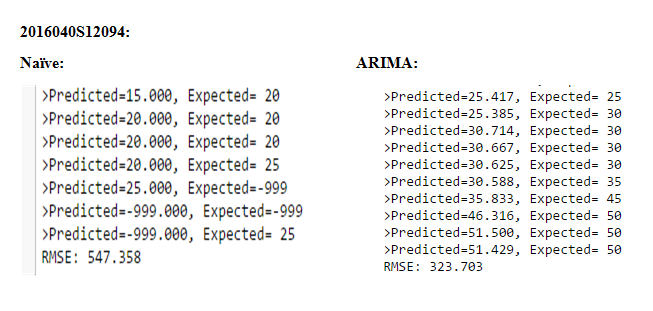 2016040S12094:
Naïve:
>Predicted=15.000, Expected= 20
>Predicted=20.000, Expected= 20
>Predicted=20.000, Expected= 20
>Predicted=20.000, Expected= 25
>Predicted=25.000, Expected=-999
>Predicted=-999.000, Expected=-999
>Predicted=-999.000, Expected= 25
RMSE: 547.358
ARIMA:
>Predicted=25.417, Expected= 25
>Predicted=25.385, Expected= 30
>Predicted=30.714, Expected= 30
>Predicted=30.667, Expected= 30
>Predicted=30.625, Expected= 30
>Predicted=30.588, Expected= 35
>Predicted=35.833, Expected= 45
>Predicted=46.316, Expected= 50
>Predicted=51.500, Expected= 50
>Predicted=51.429, Expected= 50
RMSE: 323.703